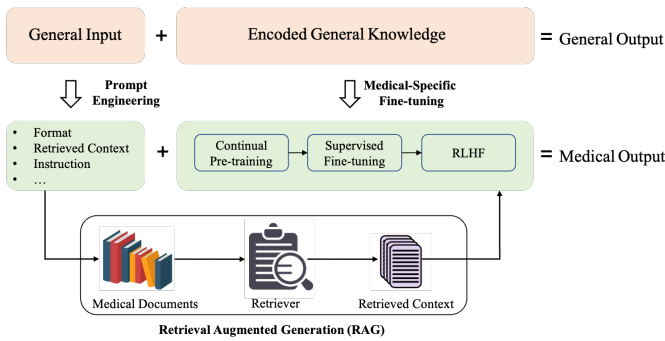 General Input
+
Encoded General Knowledge
= General Output
Prompt
Engineering
Medical-Specific
Fine-tuning
• Format
• Retrieved Context
• Instruction
• …
+
Continual
Pre-training
Supervised
Fine-tuning
RLHF
= Medical Output
Medical Documents
Retriever
Retrieved Context
Retrieval Augmented Generation (RAG)